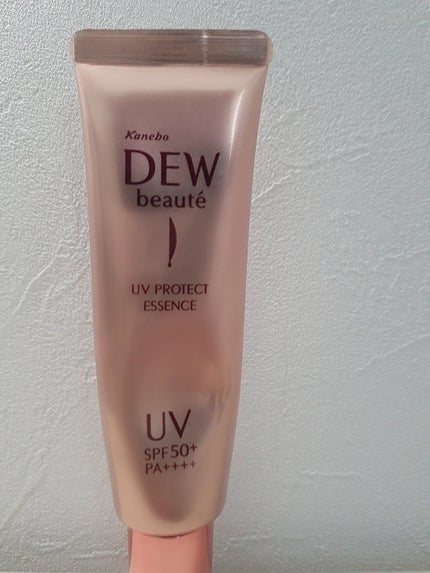 Kanebo
DEW
beauté
UV PROTECT
ESSENCE
UV
SPF50+
PA++++